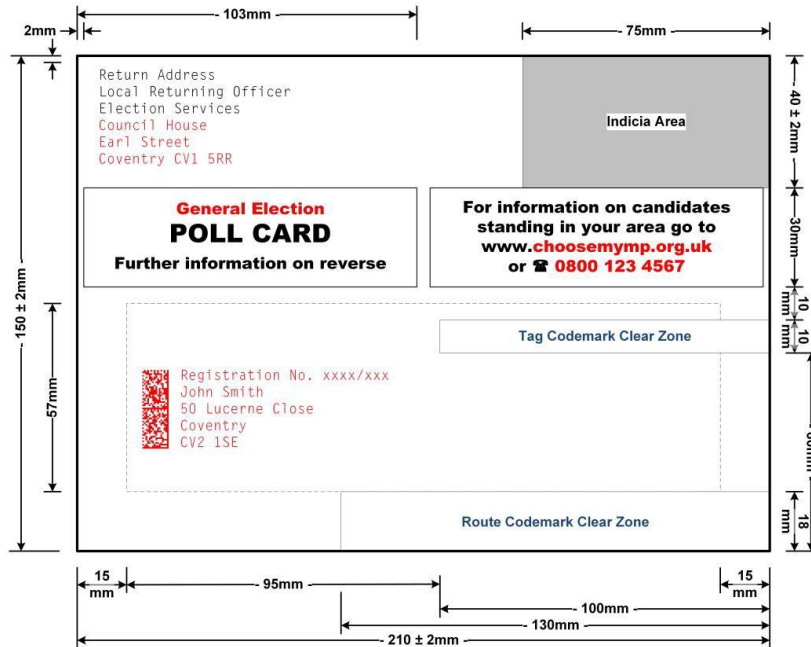 - 103mm -
2mm
- 75mm -
Return Address
Local Returning Officer
Election Services
Council House
Earl Street
Coventry CV1 5RR
Indicia Area
- 40 ± 2mm -
General Election
POLL CARD
Further information on reverse
For information on candidates
standing in your area go to
www.choosemymp.org.uk
or ☎ 0800 123 4567
30mm
- 150 ± 2mm -
10
mm
Tag Codemark Clear Zone
10
mm
57mm
Registration No. xxxx/xxx
John Smith
50 Lucerne Close
Coventry
CV2 1SE
Route Codemark Clear Zone
18
mm
15
mm
- 95mm -
15
mm
- 100mm -
- 130mm -
- 210 ± 2mm -